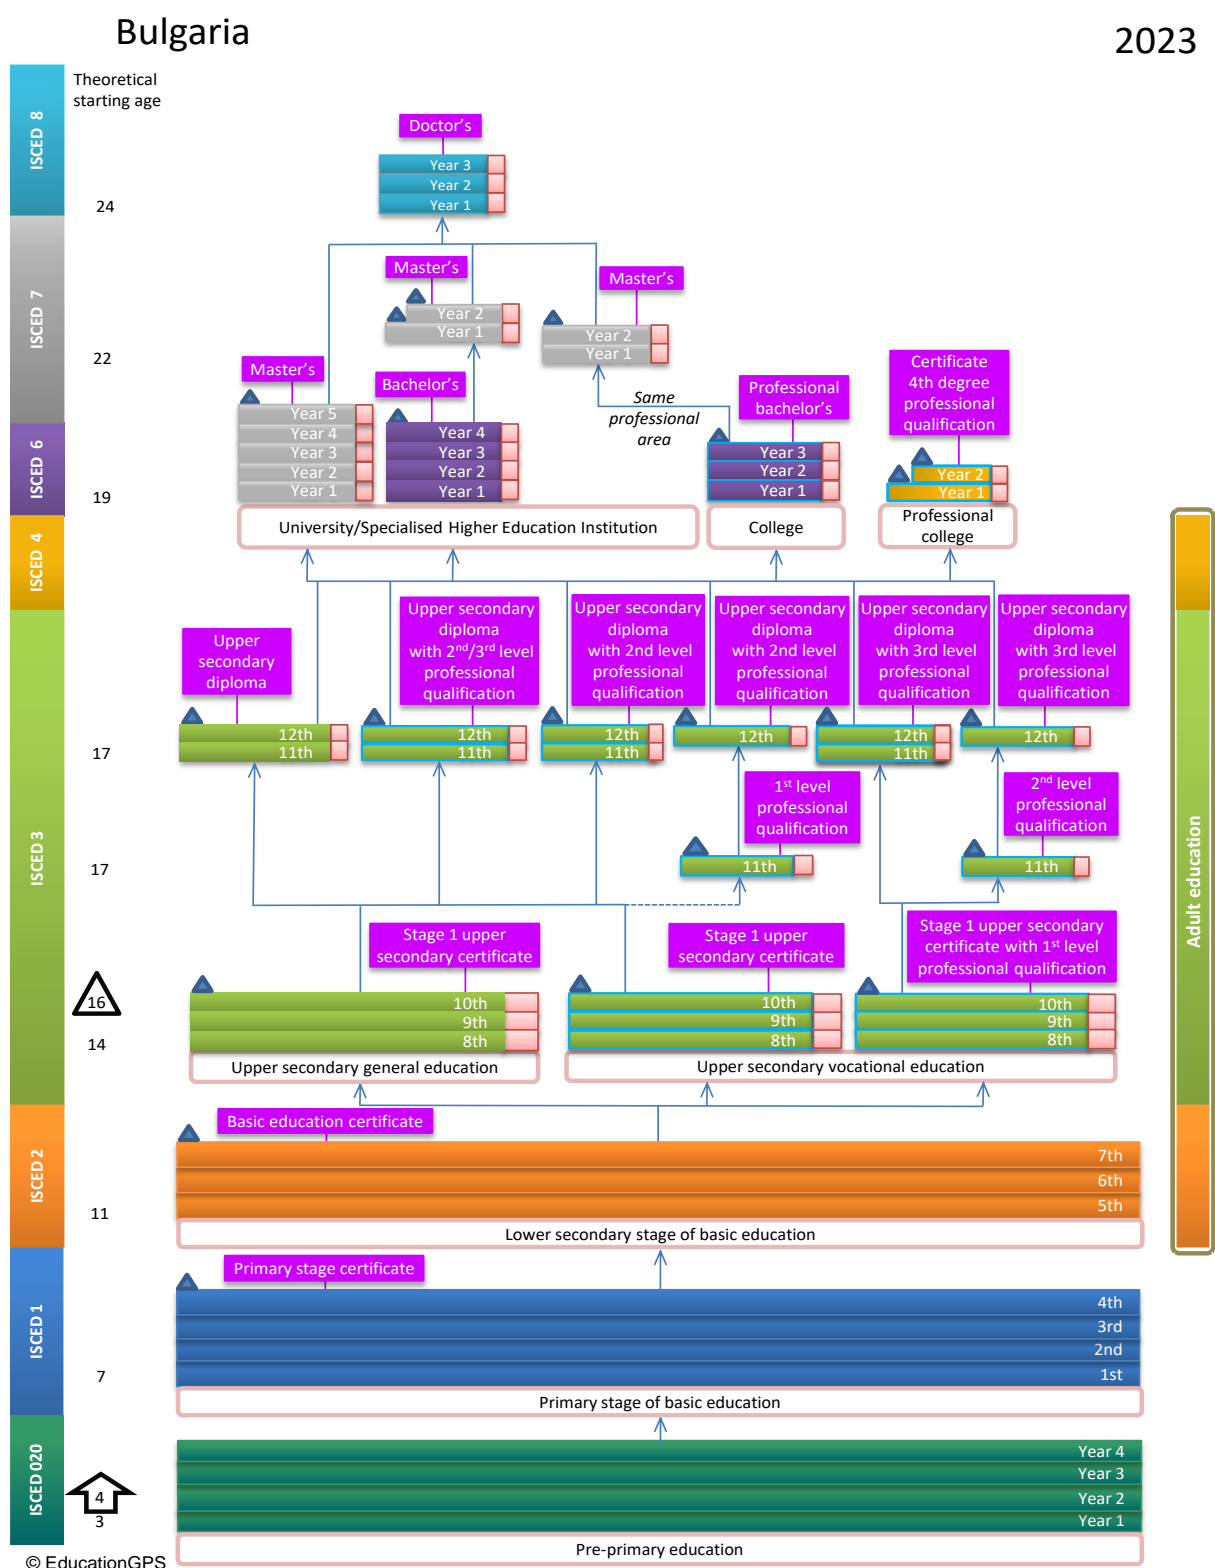 Bulgaria
2023
Theoretical
starting age
ISCED 8
Doctor's
Year 3
Year 2
Year 1
24
ISCED 7
Master's
Year 2
Year 1
Master's
Year 2
Year 1
22
Master's
Year 5
Year 4
Year 3
Year 2
Year 1
Bachelor's
Year 4
Year 3
Year 2
Year 1
Same
professional
area
Professional
bachelor's
Year 3
Year 2
Year 1
Certificate
4th degree
professional
qualification
Year 2
Year 1
ISCED 6
19
University/Specialised Higher Education Institution
College
Professional
college
ISCED 4
ISCED 3
Upper
secondary
diploma
12th
11th
Upper secondary
diploma
with 2nd/3rd level
professional
qualification
12th
11th
Upper secondary
diploma
with 2nd level
professional
qualification
12th
11th
Upper secondary
diploma
with 2nd level
professional
qualification
12th
Upper secondary
diploma
with 3rd level
professional
qualification
12th
11th
Upper secondary
diploma
with 3rd level
professional
qualification
12th
17
1st level
professional
qualification
11th
2nd level
professional
qualification
11th
17
Adult education
Stage 1 upper
secondary certificate
10th
9th
8th
Stage 1 upper
secondary certificate
10th
9th
8th
Stage 1 upper secondary
certificate with 1st level
professional qualification
10th
9th
8th
16
14
Upper secondary general education
Upper secondary vocational education
ISCED 2
Basic education certificate
7th
6th
5th
11
Lower secondary stage of basic education
ISCED 1
Primary stage certificate
4th
3rd
2nd
1st
7
Primary stage of basic education
ISCED 020
Year 4
Year 3
Year 2
Year 1
4
3
Pre-primary education
© EducationGPS